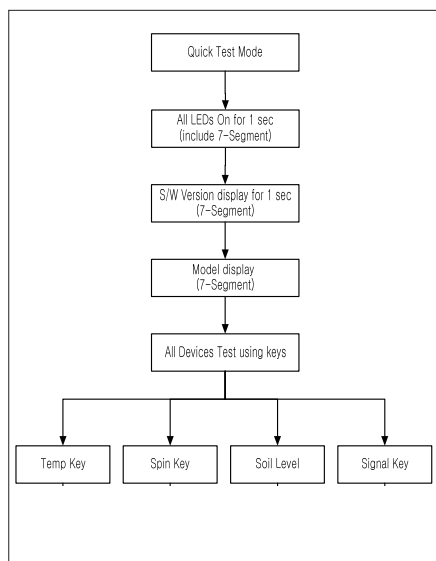 Quick Test Mode
All LEDs On for 1 sec
(include 7-Segment)
S/W Version display for 1 sec
(7-Segment)
Model display
(7-Segment)
All Devices Test using keys
Temp Key
Spin Key
Soil Level
Signal Key